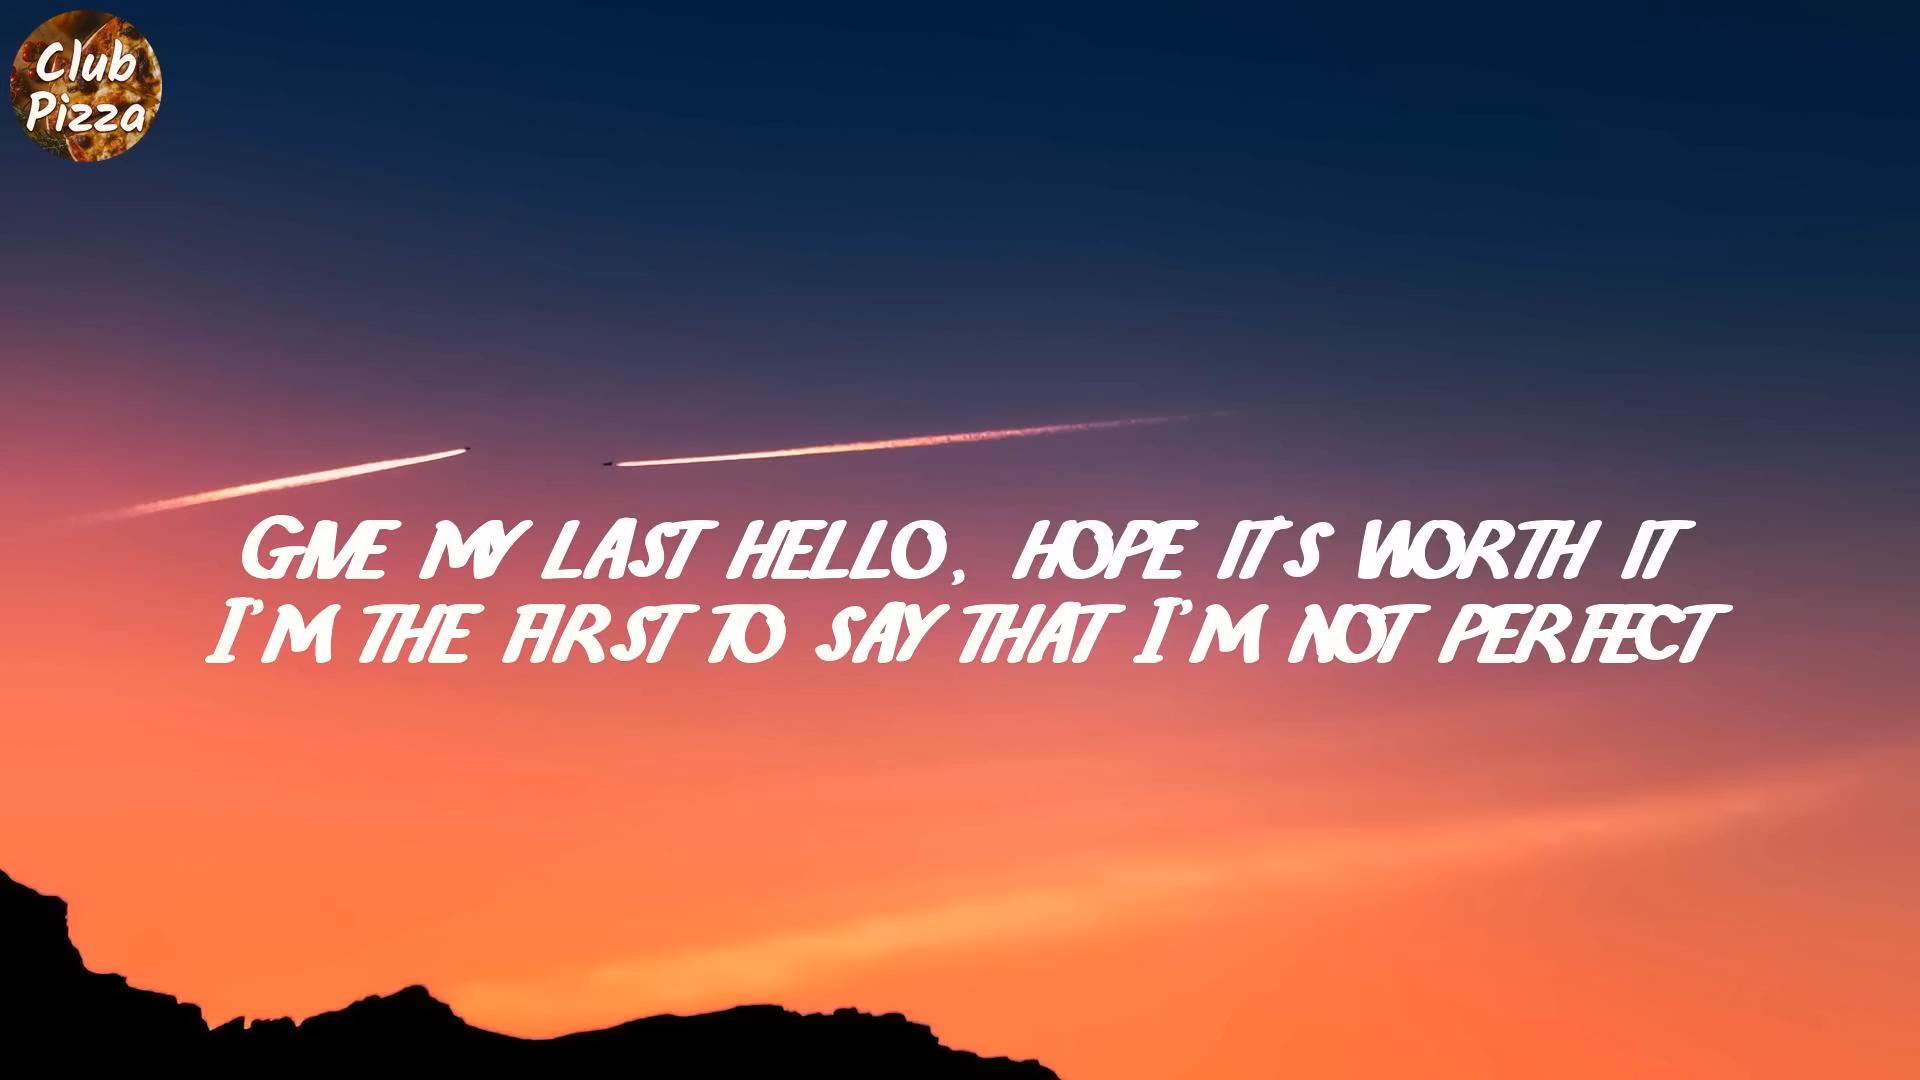 Club
Pizza
GIVE MY LAST HELLO, HOPE IT'S WORTH IT
I'M THE FIRST TO SAY THAT I'M NOT PERFECT